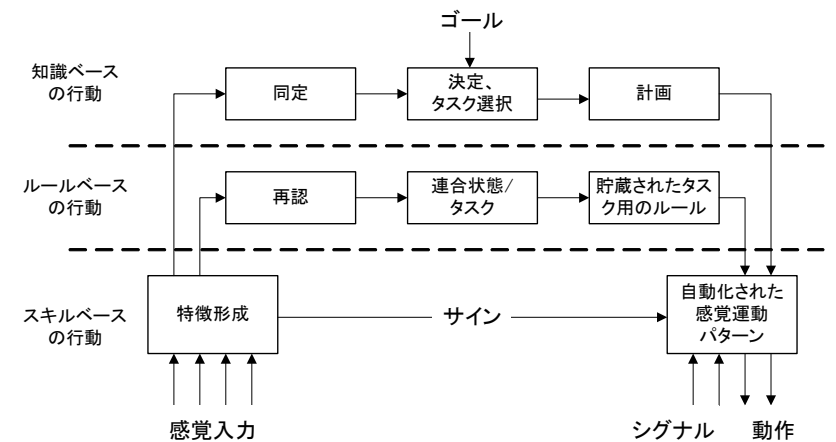 ゴール
知識ベース
の行動
同定
決定、
タスク選択
計画
ルールベース
の行動
再認
連合状態/
タスク
貯蔵されたタス
ク用のルール
スキルベース
の行動
特徴形成
サイン
自動化された
感覚運動
パターン
感覚入力
シグナル
動作